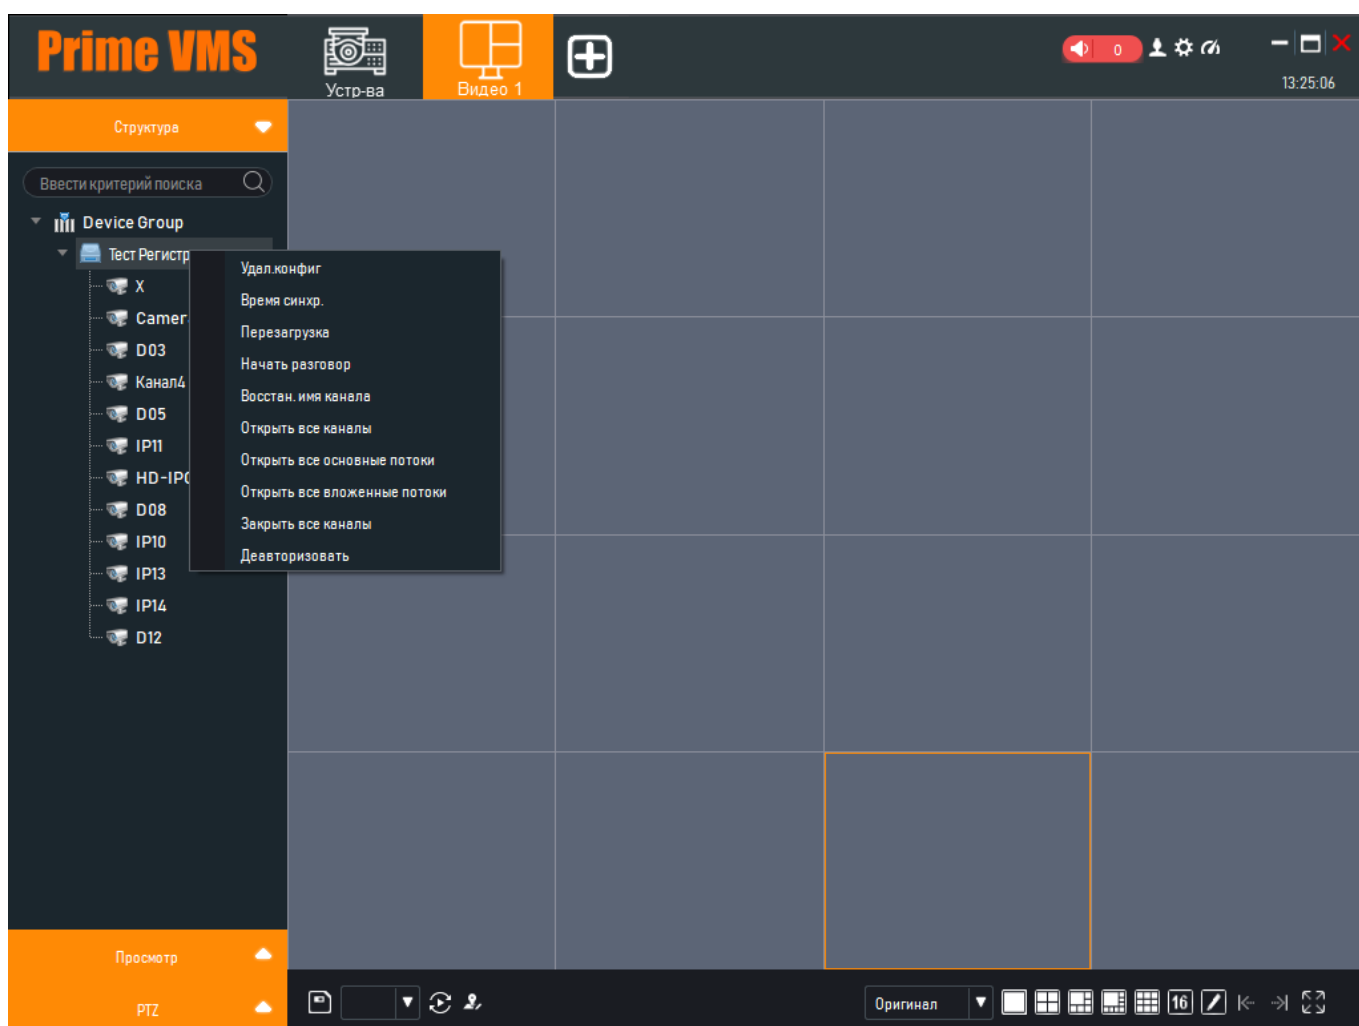 Prime VMS
Устр-ва
Видео 1
0
13:25:06
Структура
Ввести критерий поиска
Device Group
Тест Регистр
X
Camer
D03
Канал4
D05
IP11
HD-IPC
D08
IP10
IP13
IP14
D12
Удал.конфиг
Время синхр.
Перезагрузка
Начать разговор
Восстан. имя канала
Открыть все каналы
Открыть все основные потоки
Открыть все вложенные потоки
Закрыть все каналы
Деавторизовать
Просмотр
PTZ
Оригинал
16